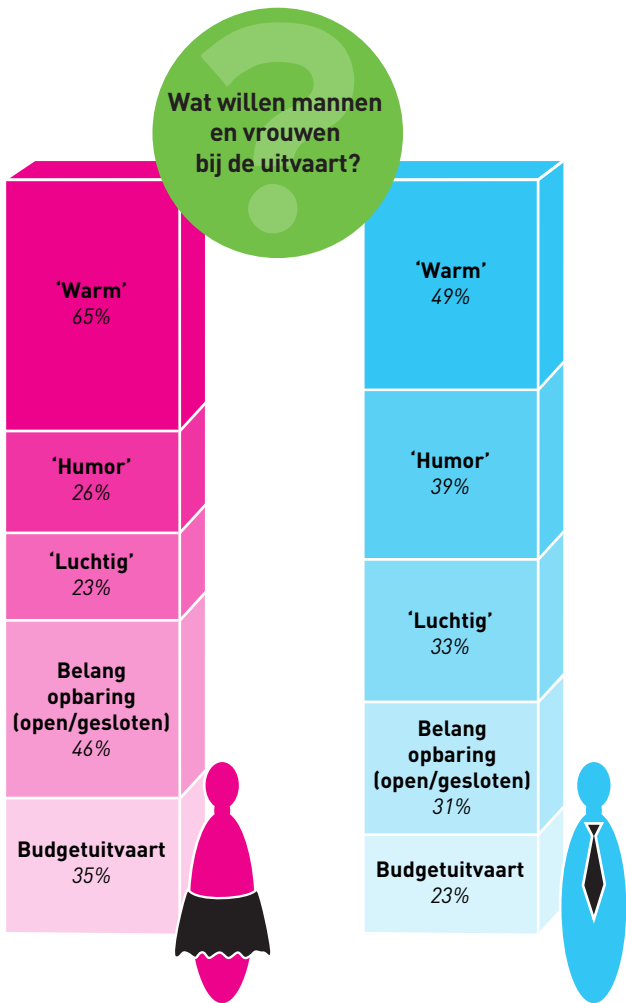 Wat willen mannen
en vrouwen
bij de uitvaart?
‘Warm’
65%
‘Humor’
26%
‘Luchtig’
23%
Belang
opbaring
(open/gesloten)
46%
Budgetuitvaart
35%
‘Warm’
49%
‘Humor’
39%
‘Luchtig’
33%
Belang
opbaring
(open/gesloten)
31%
Budgetuitvaart
23%